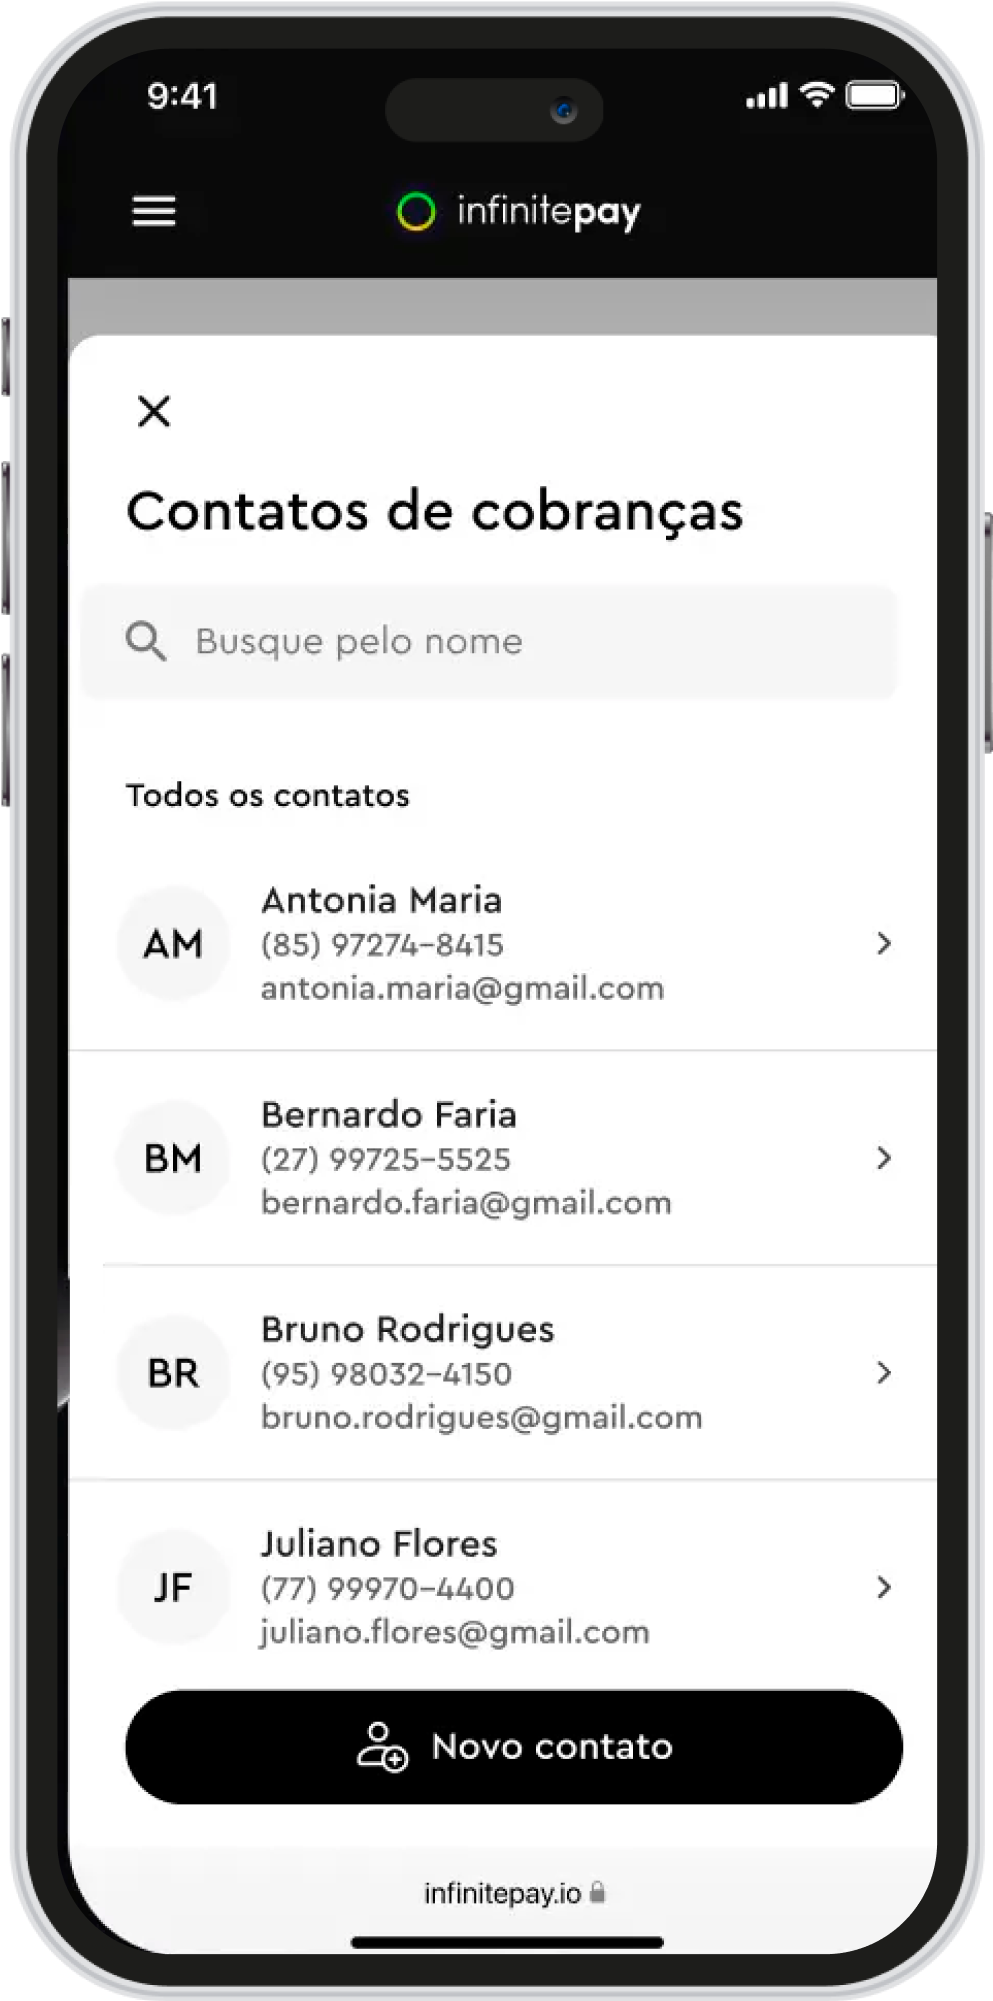 9:41
infinitepay
Contatos de cobranças
Busque pelo nome
Todos os contatos
AM
Antonia Maria
(85) 97274-8415
antonia.maria@gmail.com
BM
Bernardo Faria
(27) 99725-5525
bernardo.faria@gmail.com
BR
Bruno Rodrigues
(95) 98032-4150
bruno.rodrigues@gmail.com
JF
Juliano Flores
(77) 99970-4400
juliano.flores@gmail.com
Novo contato
infinitepay.io